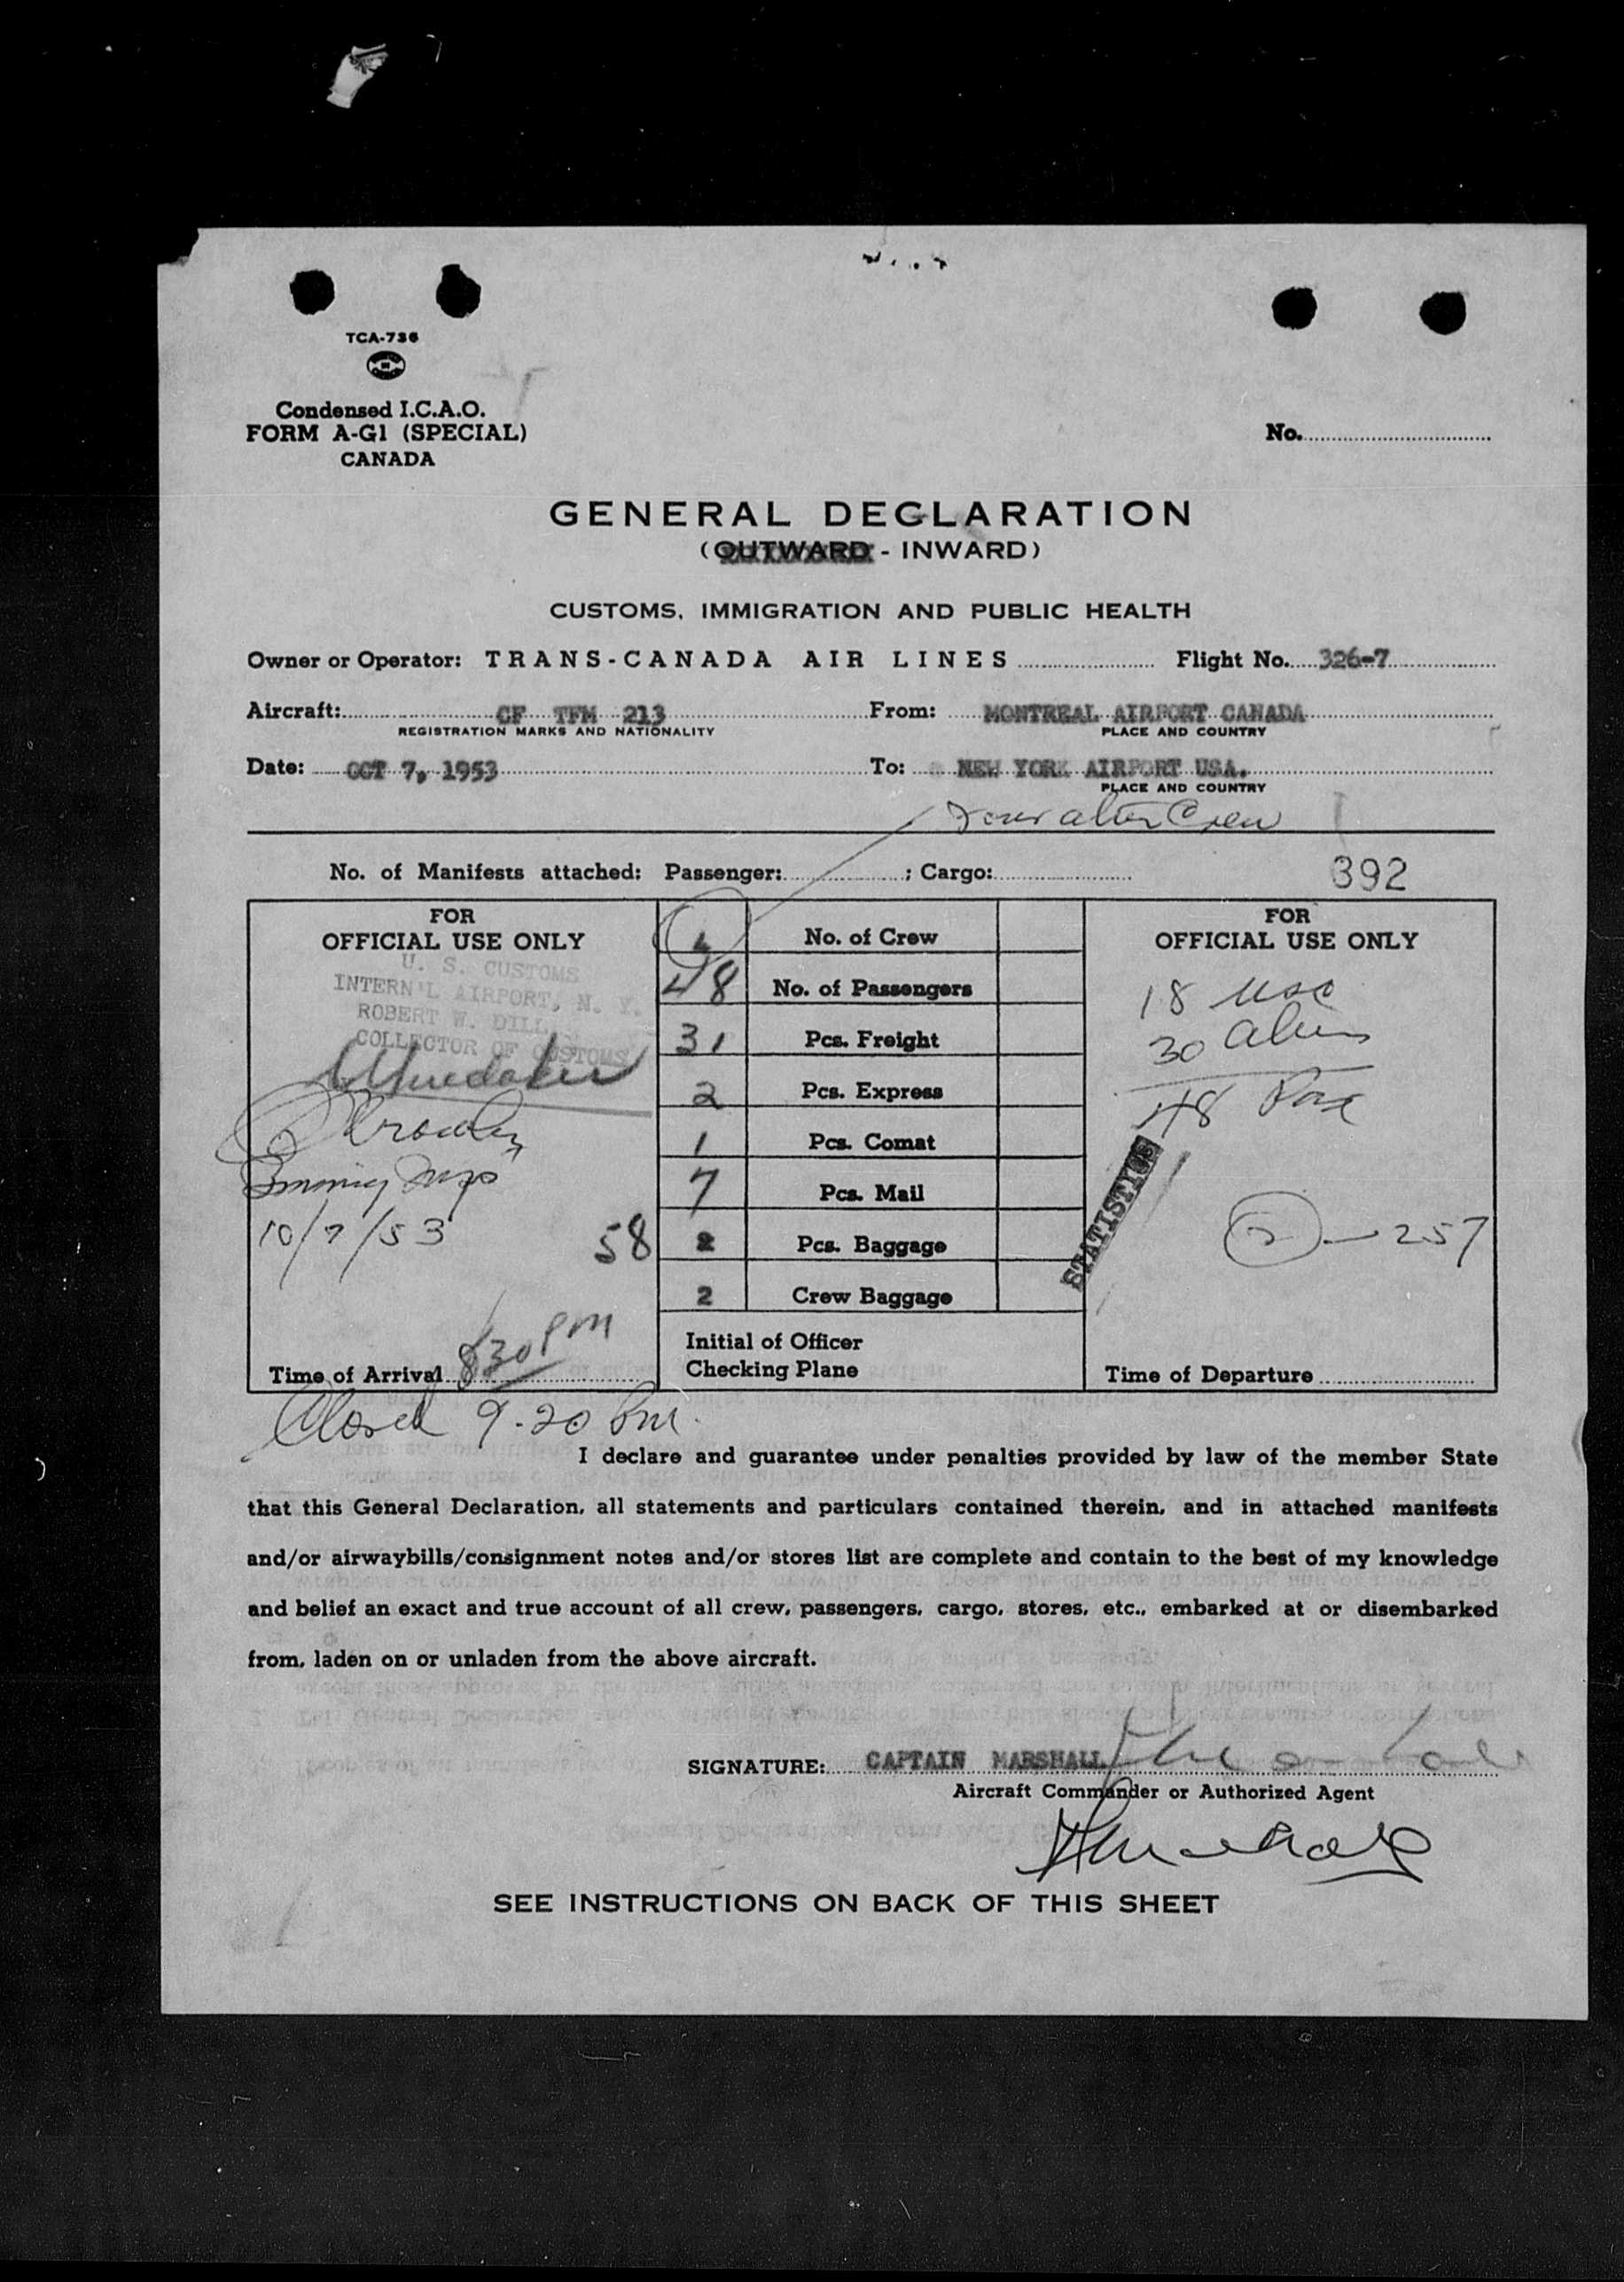 TCA-736
Condensed I.C.A.O.
FORM A-G1 (SPECIAL)
CANADA
No.
GENERAL DECLARATION
(OUTWARD - INWARD)
CUSTOMS, IMMIGRATION AND PUBLIC HEALTH
Owner or Operator: TRANS-CANADA AIR LINES Flight No. 326-7
Aircraft: CF TFM 213 From: MONTREAL AIRPORT CANADA
REGISTRATION MARKS AND NATIONALITY PLACE AND COUNTRY
Date: OCT 7, 1953 To: NEW YORK AIRPORT USA.
PLACE AND COUNTRY
Four alien Crew
No. of Manifests attached: Passenger: ; Cargo: 392
FOR
OFFICIAL USE ONLY
U. S. CUSTOMS
INTERN'L AIRPORT, N. Y.
ROBERT W. DILL,
COLLECTOR OF CUSTOMS
Immig Insp
10/7/53
Time of Arrival 830 PM
4 No. of Crew
48 No. of Passengers
31 Pcs. Freight
2 Pcs. Express
1 Pcs. Comat
7 Pcs. Mail
58 2 Pcs. Baggage
2 Crew Baggage
Initial of Officer
Checking Plane
FOR
OFFICIAL USE ONLY
18 USC
30 alien
48 Pax
STATISTICS
2 — 257
Time of Departure
Closed 9.20 Pm.
I declare and guarantee under penalties provided by law of the member State
that this General Declaration, all statements and particulars contained therein, and in attached manifests
and/or airwaybills/consignment notes and/or stores list are complete and contain to the best of my knowledge
and belief an exact and true account of all crew, passengers, cargo, stores, etc., embarked at or disembarked
from, laden on or unladen from the above aircraft.
SIGNATURE: CAPTAIN MARSHALL
Aircraft Commander or Authorized Agent
SEE INSTRUCTIONS ON BACK OF THIS SHEET